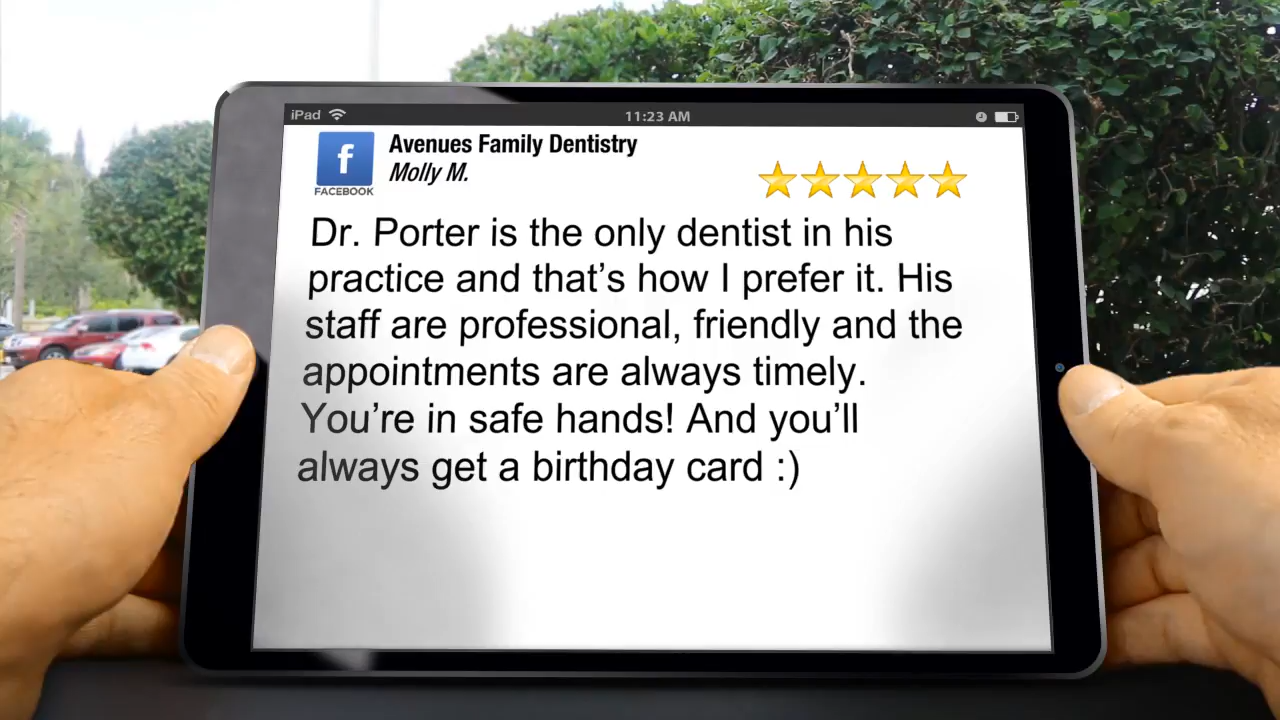 iPad 11:23 AM
f
FACEBOOK
Avenues Family Dentistry
Molly M.
Dr. Porter is the only dentist in his
practice and that's how I prefer it. His
staff are professional, friendly and the
appointments are always timely.
You're in safe hands! And you'll
always get a birthday card :)